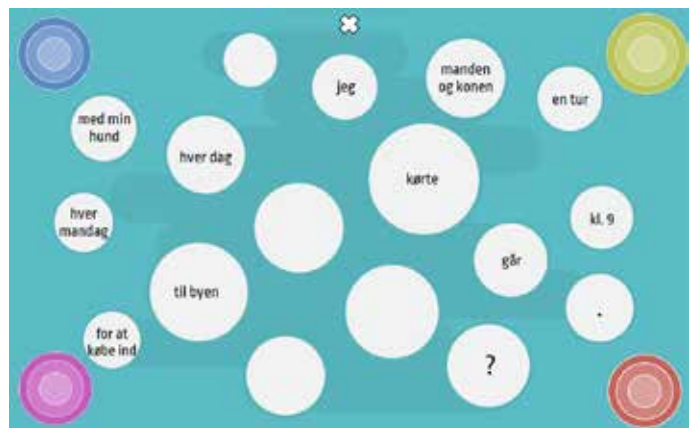 jeg
manden
og konen
en tur
med min
hund
hver dag
kørte
hver
mandag
kl. 9
går
til byen
.
for at
købe ind
?